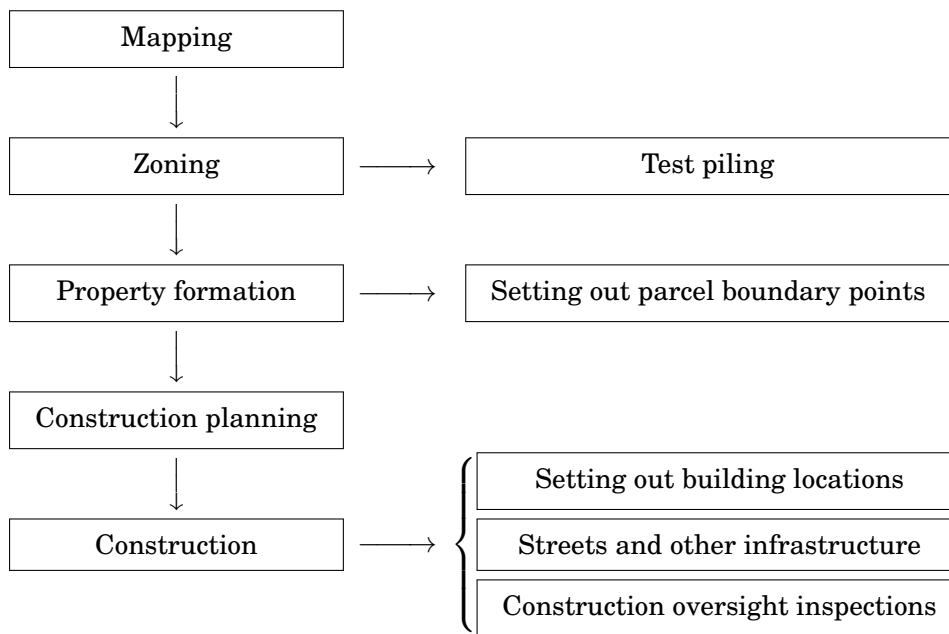 Mapping
Zoning
Test piling
Property formation
Setting out parcel boundary points
Construction planning
Setting out building locations
Construction
Streets and other infrastructure
Construction oversight inspections